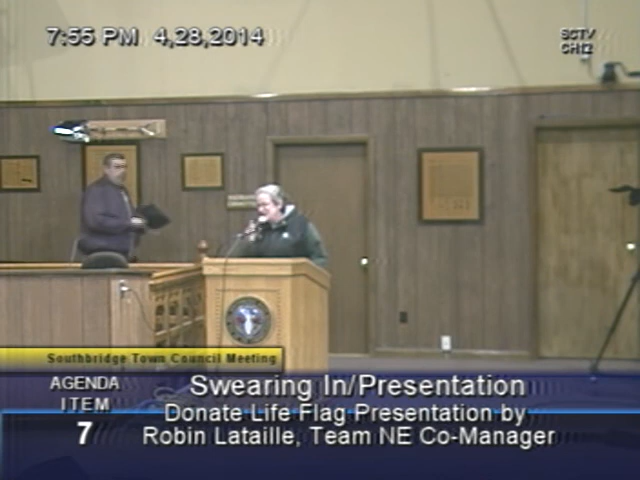 7:55 PM 4,28,2014
SCTV
CH12
Southbridge Town Council Meeting
AGENDA
ITEM
7
Swearing In/Presentation
Donate Life Flag Presentation by
Robin Lataille, Team NE Co-Manager